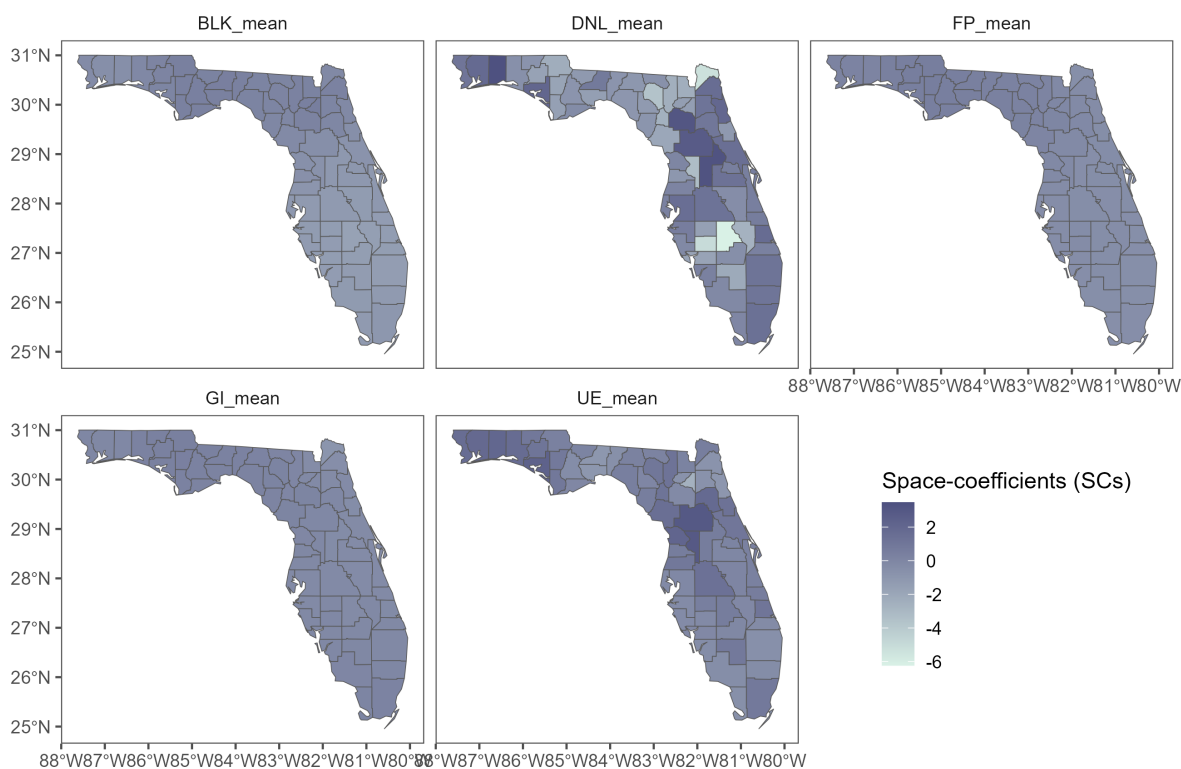 BLK_mean DNL_mean FP_mean
31°N
30°N
29°N
28°N
27°N
26°N
25°N
88°W87°W86°W85°W84°W83°W82°W81°W80°W
GI_mean UE_mean
31°N
30°N
29°N
28°N
27°N
26°N
25°N
Space-coefficients (SCs)
2
0
-2
-4
-6
88°W87°W86°W85°W84°W83°W82°W81°W80°W 88°W87°W86°W85°W84°W83°W82°W81°W80°W